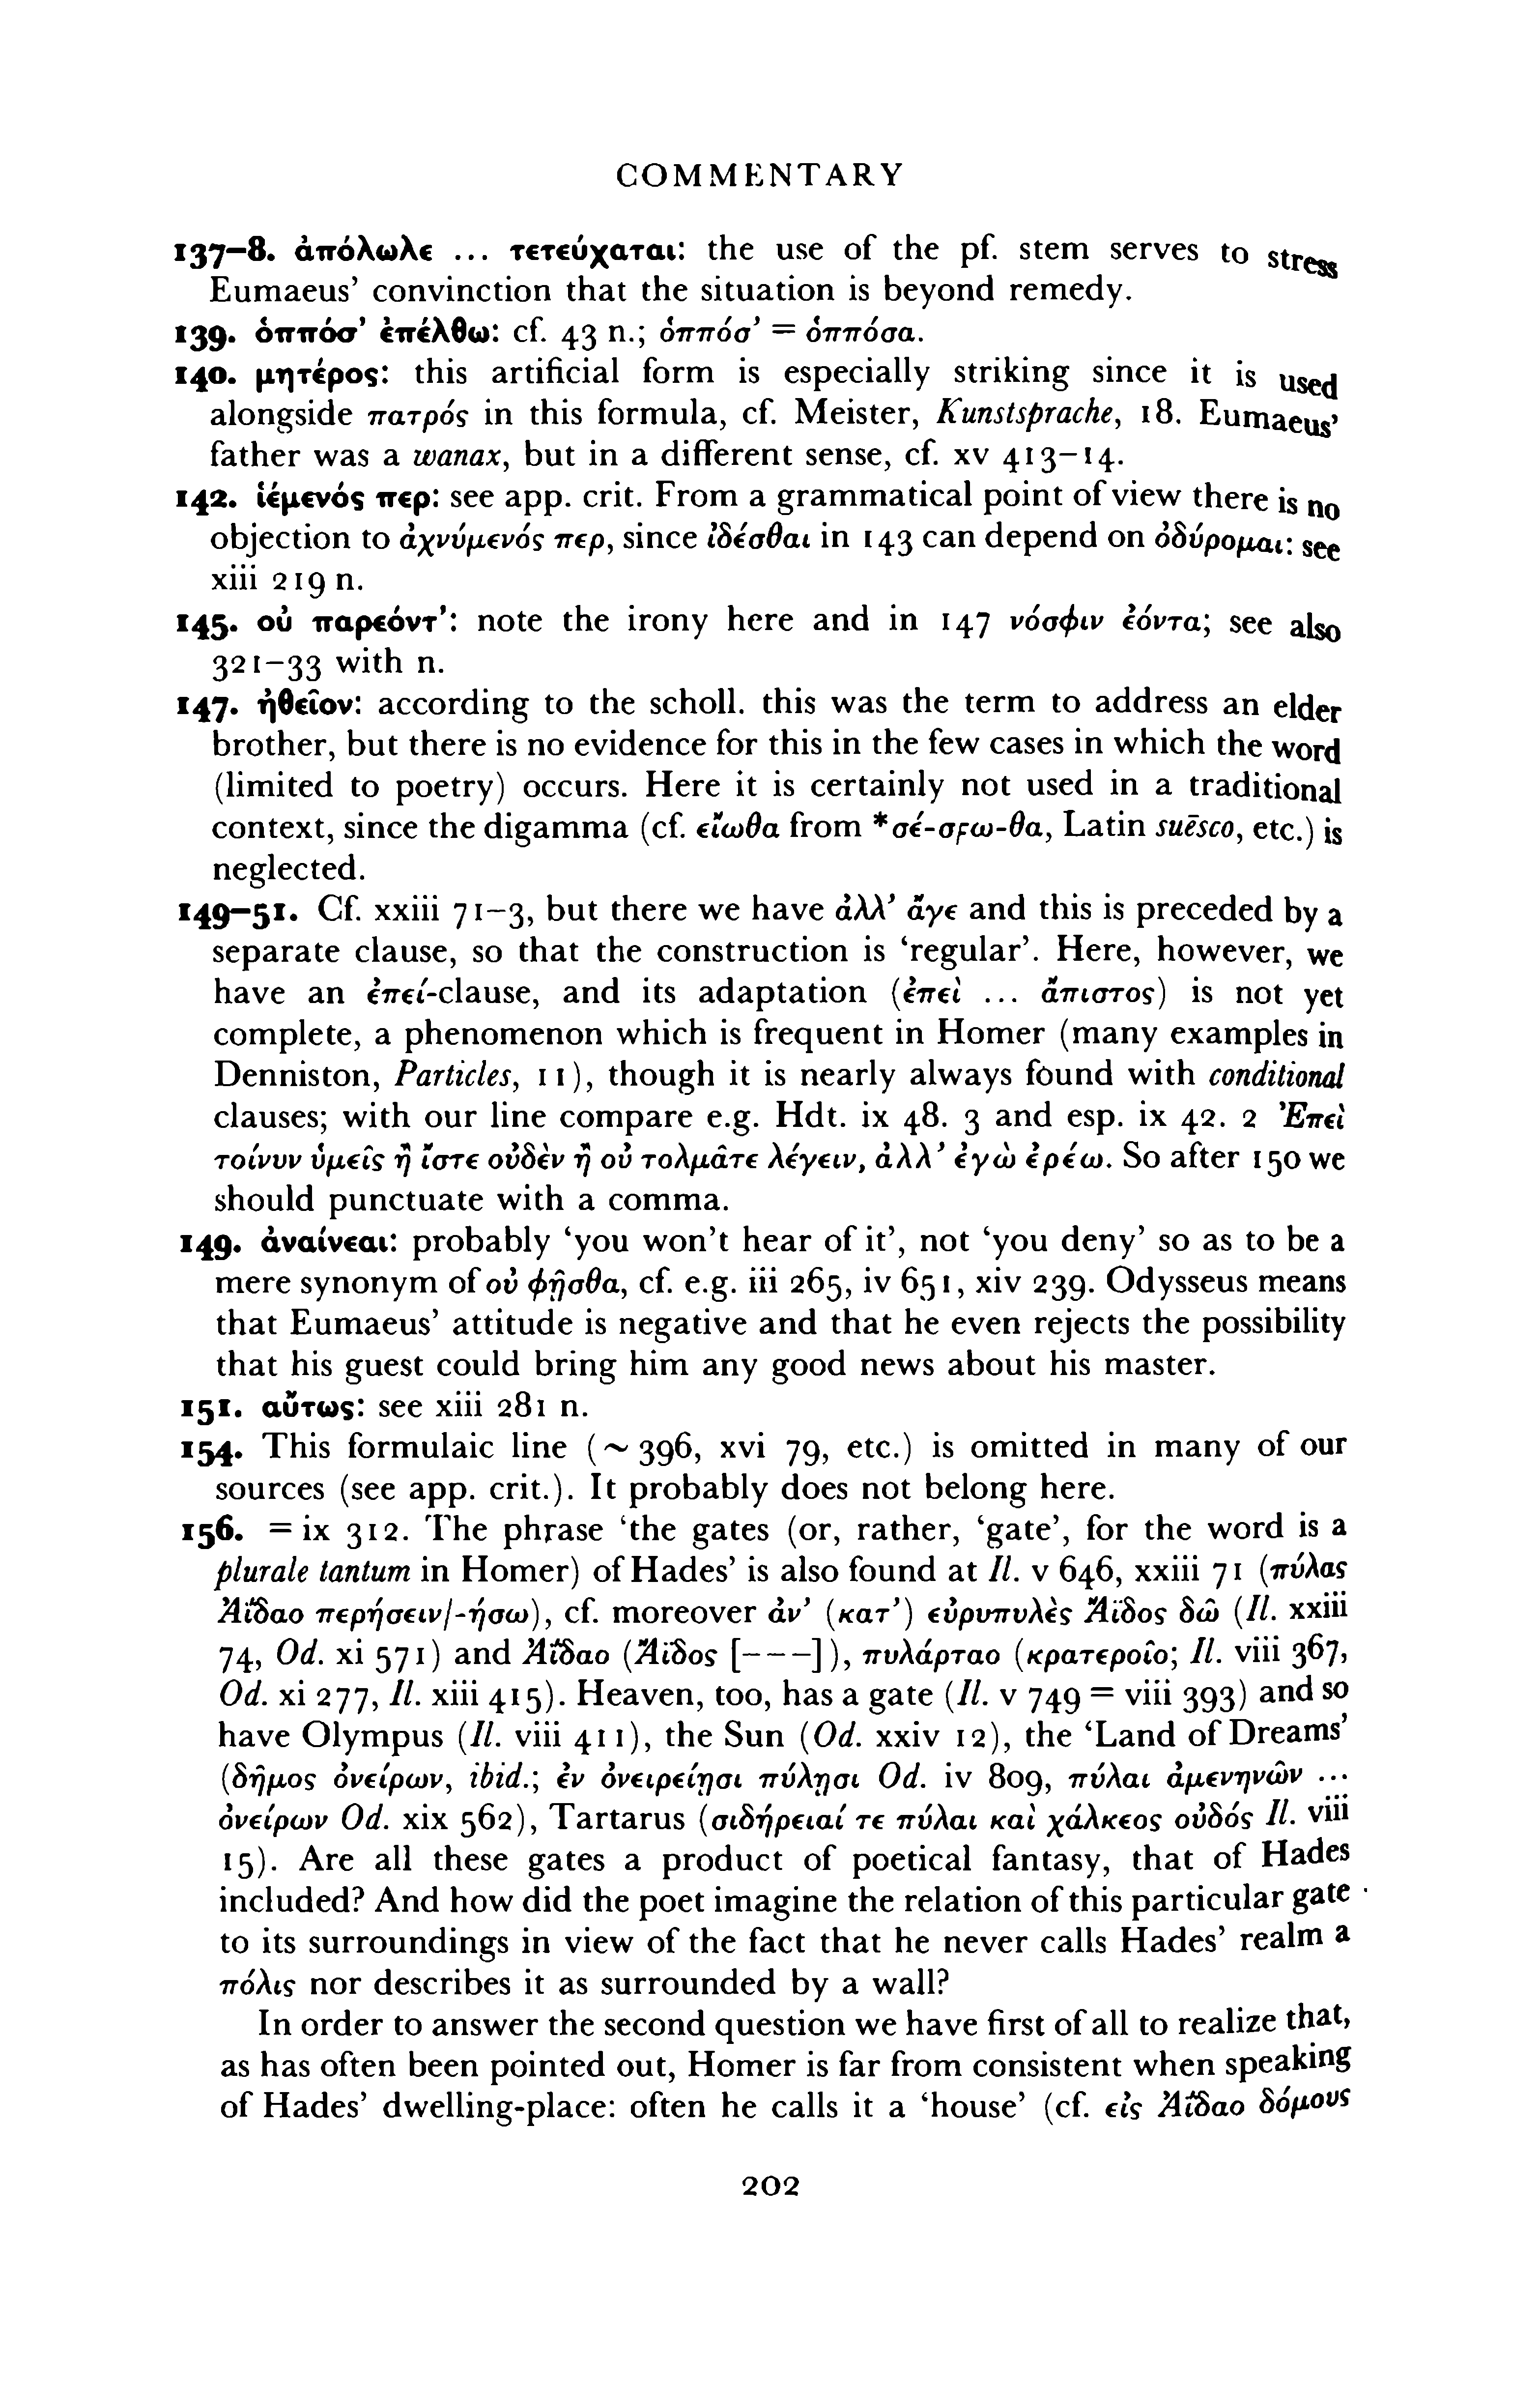 COMMENTARY
137–8. ἀπόλωλε ... τετεύχαται: the use of the pf. stem serves to stress
Eumaeus’ convinction that the situation is beyond remedy.
139. ὁππόσ’ ἐπέλθω: cf. 43 n.; ὁππόσ’ = ὁππόσα.
140. μητέρος: this artificial form is especially striking since it is used
alongside πατρός in this formula, cf. Meister, Kunstsprache, 18. Eumaeus’
father was a wanax, but in a different sense, cf. xv 413–14.
142. ἱέμενός περ: see app. crit. From a grammatical point of view there is no
objection to ἀχνύμενός περ, since ἰδέσθαι in 143 can depend on ὀδύρομαι: see
xiii 219 n.
145. οὐ παρεόντ’: note the irony here and in 147 νόσφιν ἐόντα; see also
321–33 with n.
147. ἠθεῖον: according to the scholl. this was the term to address an elder
brother, but there is no evidence for this in the few cases in which the word
(limited to poetry) occurs. Here it is certainly not used in a traditional
context, since the digamma (cf. εἴωθα from *σέ-σϝω-θα, Latin suēsco, etc.) is
neglected.
149–51. Cf. xxiii 71–3, but there we have ἀλλ’ ἄγε and this is preceded by a
separate clause, so that the construction is ‘regular’. Here, however, we
have an ἐπεί-clause, and its adaptation (ἐπεὶ ... ἄπιστος) is not yet
complete, a phenomenon which is frequent in Homer (many examples in
Denniston, Particles, 11), though it is nearly always found with conditional
clauses; with our line compare e.g. Hdt. ix 48. 3 and esp. ix 42. 2 Ἐπεὶ
τοίνυν ὑμεῖς ἢ ἴστε οὐδὲν ἢ οὐ τολμᾶτε λέγειν, ἀλλ’ ἐγὼ ἐρέω. So after 150 we
should punctuate with a comma.
149. ἀναίνεαι: probably ‘you won’t hear of it’, not ‘you deny’ so as to be a
mere synonym of οὐ φῆσθα, cf. e.g. iii 265, iv 651, xiv 239. Odysseus means
that Eumaeus’ attitude is negative and that he even rejects the possibility
that his guest could bring him any good news about his master.
151. αὔτως: see xiii 281 n.
154. This formulaic line (~ 396, xvi 79, etc.) is omitted in many of our
sources (see app. crit.). It probably does not belong here.
156. = ix 312. The phrase ‘the gates (or, rather, ‘gate’, for the word is a
plurale tantum in Homer) of Hades’ is also found at Il. v 646, xxiii 71 (πύλας
Ἀΐδαο περήσειν/-ήσω), cf. moreover ἀν’ (κατ’) εὐρυπυλὲς Ἄϊδος δῶ (Il. xxiii
74, Od. xi 571) and Ἀΐδαο (Ἄϊδος [---]), πυλάρταο (κρατεροῖο; Il. viii 367,
Od. xi 277, Il. xiii 415). Heaven, too, has a gate (Il. v 749 = viii 393) and so
have Olympus (Il. viii 411), the Sun (Od. xxiv 12), the ‘Land of Dreams’
(δῆμος ὀνείρων, ibid.; ἐν ὀνειρείῃσι πύλῃσι Od. iv 809, πύλαι ἀμενηνῶν ...
ὀνείρων Od. xix 562), Tartarus (σιδήρειαί τε πύλαι καὶ χάλκεος οὐδός Il. viii
15). Are all these gates a product of poetical fantasy, that of Hades
included? And how did the poet imagine the relation of this particular gate
to its surroundings in view of the fact that he never calls Hades’ realm a
πόλις nor describes it as surrounded by a wall?
In order to answer the second question we have first of all to realize that,
as has often been pointed out, Homer is far from consistent when speaking
of Hades’ dwelling-place: often he calls it a ‘house’ (cf. εἰς Ἀΐδαο δόμους
202